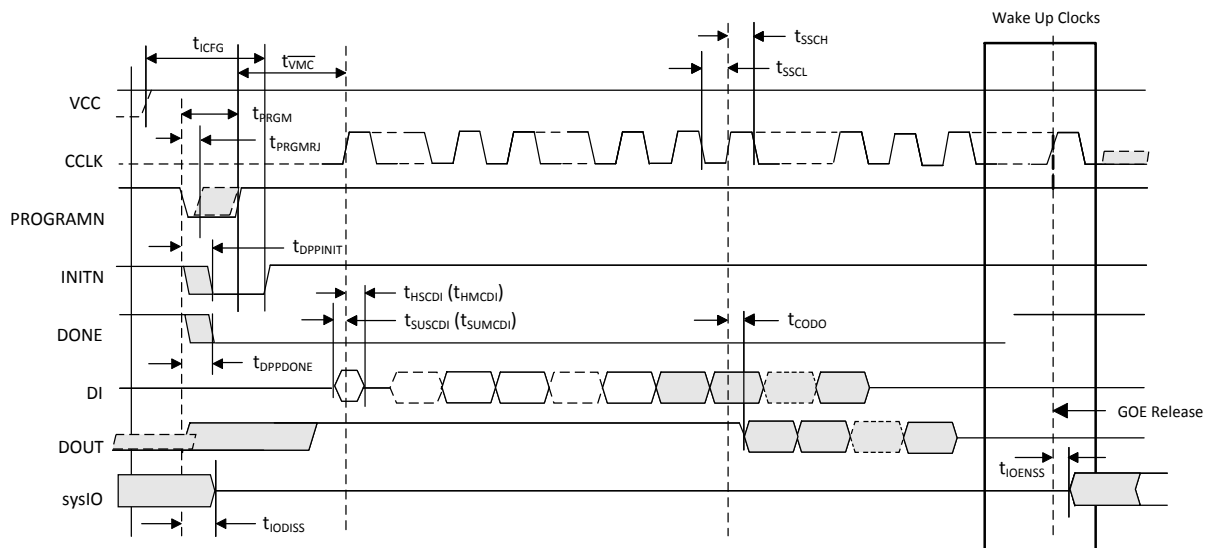 Wake Up Clocks
tICFG
tSSCH
tVMC
tSSCL
VCC
tPRGM
tPRGMRJ
CCLK
PROGRAMN
tDPPINIT
INITN
tHSCDI (tHMCDI)
tSUSCDI (tSUMCDI)
tCODO
DONE
tDPPDONE
DI
GOE Release
DOUT
tIOENSS
sysIO
tIODISS